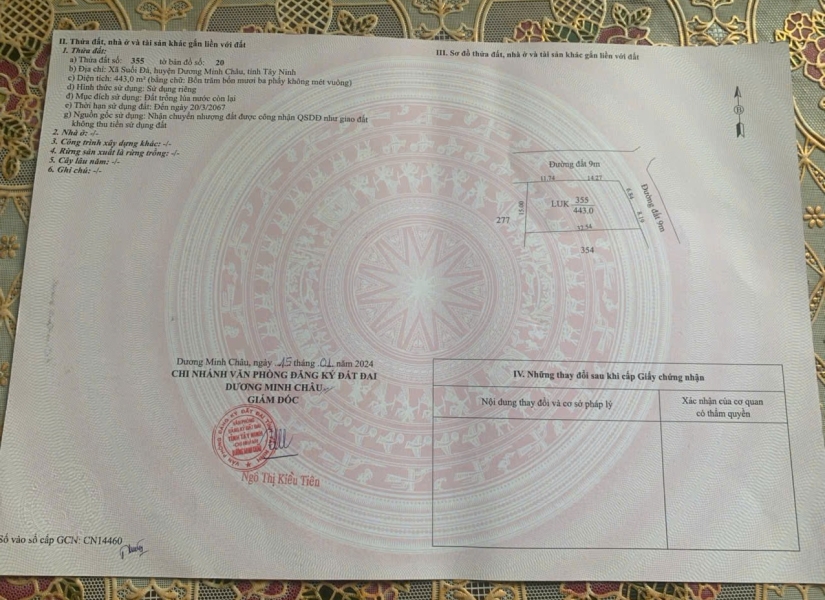 II. Thửa đất, nhà ở và tài sản khác gắn liền với đất
1. Thửa đất:
a) Thửa đất số: 355 tờ bản đồ số: 20
b) Địa chỉ: Xã Suối Đá, huyện Dương Minh Châu, tỉnh Tây Ninh
c) Diện tích: 443,0 m² (bằng chữ: Bốn trăm bốn mươi ba phẩy không mét vuông)
d) Hình thức sử dụng: Sử dụng riêng
đ) Mục đích sử dụng: Đất trồng lúa nước còn lại
e) Thời hạn sử dụng đất: Đến ngày 20/3/2067
g) Nguồn gốc sử dụng: Nhận chuyển nhượng đất được công nhận QSDĐ như giao đất
không thu tiền sử dụng đất
2. Nhà ở: -/-
3. Công trình xây dựng khác: -/-
4. Rừng sản xuất là rừng trồng: -/-
5. Cây lâu năm: -/-
6. Ghi chú: -/-
III. Sơ đồ thửa đất, nhà ở và tài sản khác gắn liền với đất
Đường đất 9m
11.74 14.27
Đường đất 9m
15.00
LUK 355
443.0
277
354
Dương Minh Châu, ngày 15 tháng 01 năm 2024
CHI NHÁNH VĂN PHÒNG ĐĂNG KÝ ĐẤT ĐAI
DƯƠNG MINH CHÂU
GIÁM ĐỐC
Ngô Thị Kiều Tiên
IV. Những thay đổi sau khi cấp Giấy chứng nhận
Nội dung thay đổi và cơ sở pháp lý
Xác nhận của cơ quan
có thẩm quyền
Số vào sổ cấp GCN: CN14460